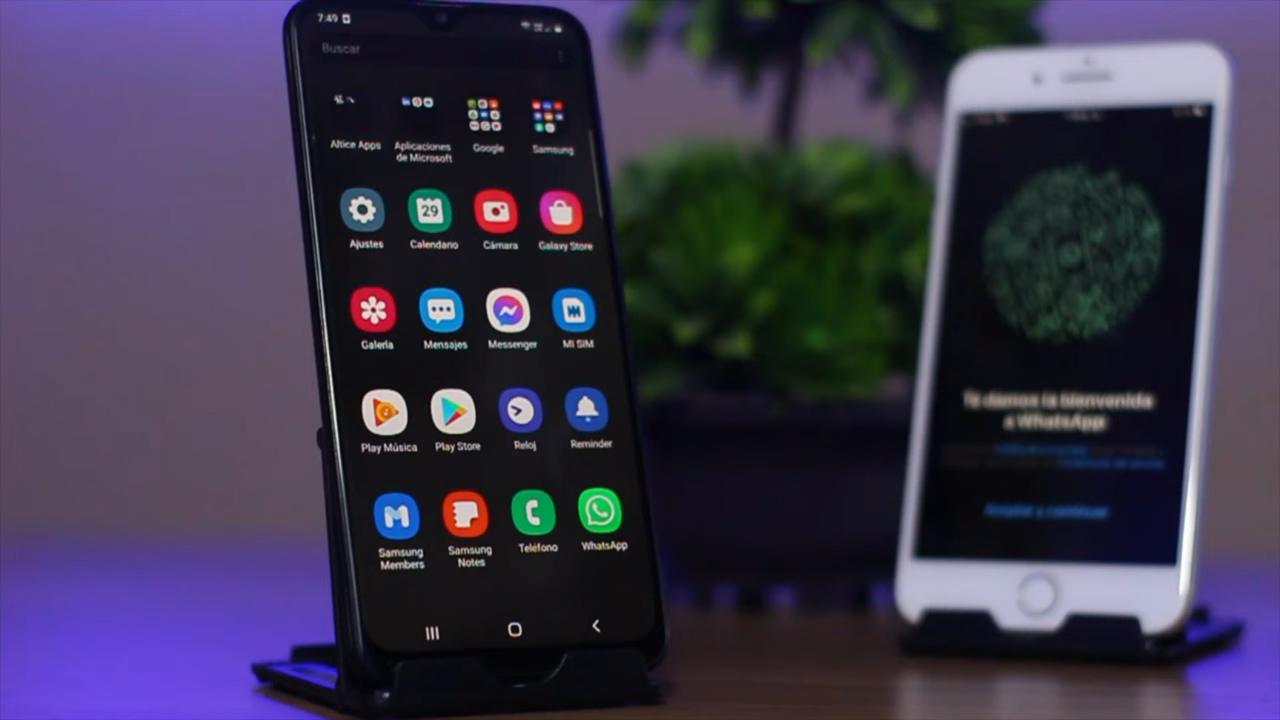 7:49
Buscar
Altice Apps
Aplicaciones
de Microsoft
Google
Samsung
Ajustes
29
Calendario
Cámara
Galaxy Store
Galería
Mensajes
Messenger
Mi SIM
Play Música
Play Store
Reloj
Reminder
Samsung
Members
Samsung
Notes
Teléfono
WhatsApp
Te damos la bienvenida
a WhatsApp
Aceptar y continuar